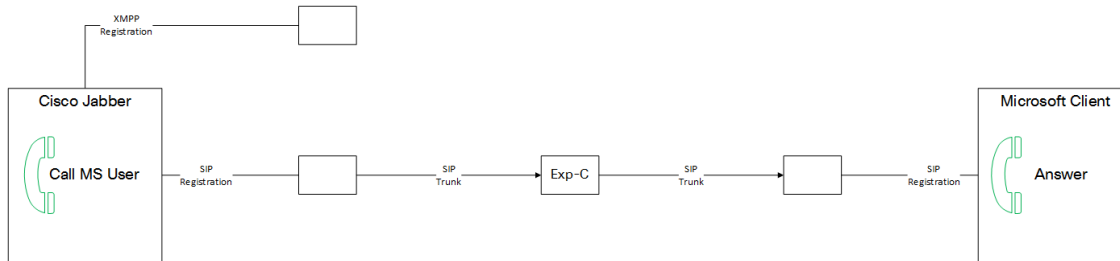 XMPP
Registration
Cisco Jabber
Microsoft Client
Call MS User
SIP
Registration
SIP
Trunk
Exp-C
SIP
Trunk
SIP
Registration
Answer